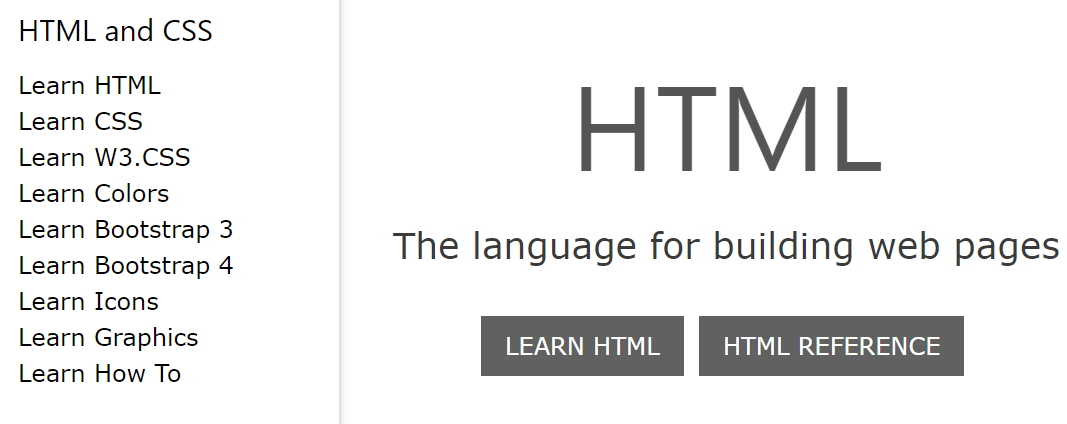 HTML and CSS
Learn HTML
Learn CSS
Learn W3.CSS
Learn Colors
Learn Bootstrap 3
Learn Bootstrap 4
Learn Icons
Learn Graphics
Learn How To
HTML
The language for building web pages
LEARN HTML
HTML REFERENCE